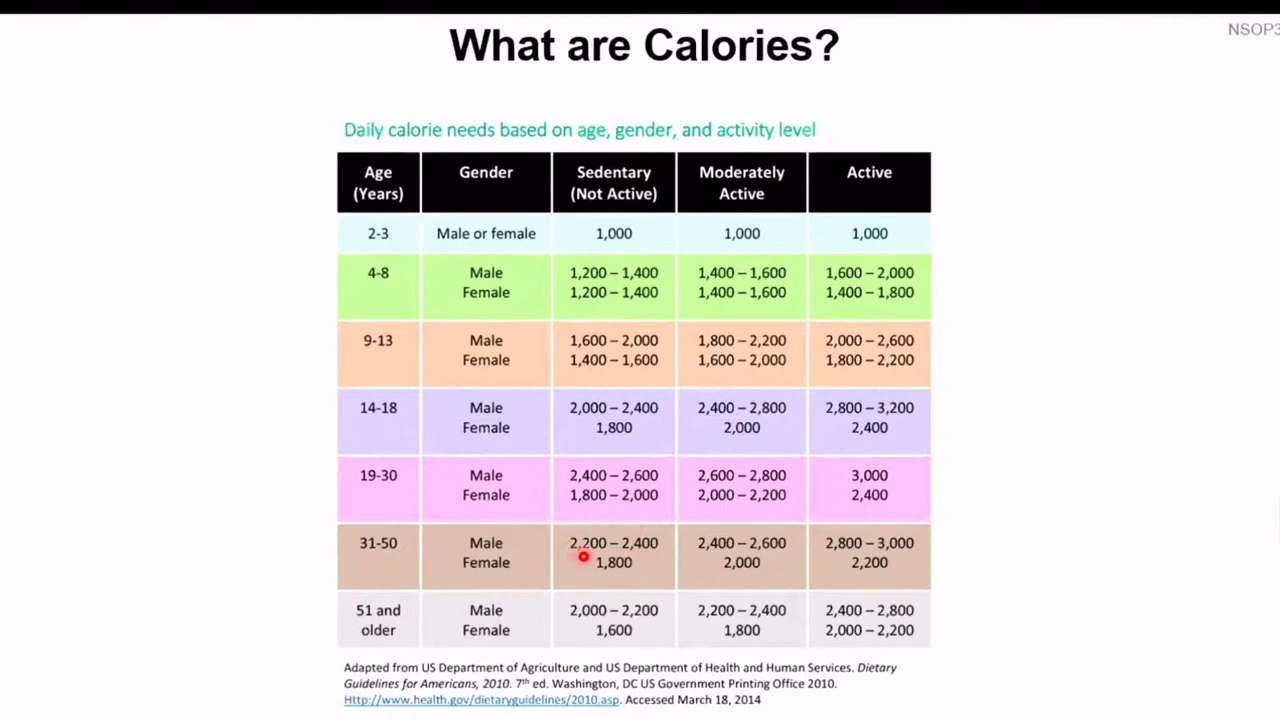 What are Calories?
NSOP3
Daily calorie needs based on age, gender, and activity level
Age (Years) Gender Sedentary (Not Active) Moderately Active Active
2-3 Male or female 1,000 1,000 1,000
4-8 Male 1,200 – 1,400 1,400 – 1,600 1,600 – 2,000
Female 1,200 – 1,400 1,400 – 1,600 1,400 – 1,800
9-13 Male 1,600 – 2,000 1,800 – 2,200 2,000 – 2,600
Female 1,400 – 1,600 1,600 – 2,000 1,800 – 2,200
14-18 Male 2,000 – 2,400 2,400 – 2,800 2,800 – 3,200
Female 1,800 2,000 2,400
19-30 Male 2,400 – 2,600 2,600 – 2,800 3,000
Female 1,800 – 2,000 2,000 – 2,200 2,400
31-50 Male 2,200 – 2,400 2,400 – 2,600 2,800 – 3,000
Female 1,800 2,000 2,200
51 and Male 2,000 – 2,200 2,200 – 2,400 2,400 – 2,800
older Female 1,600 1,800 2,000 – 2,200
Adapted from US Department of Agriculture and US Department of Health and Human Services. Dietary
Guidelines for Americans, 2010. 7th ed. Washington, DC US Government Printing Office 2010.
Http://www.health.gov/dietaryguidelines/2010.asp. Accessed March 18, 2014